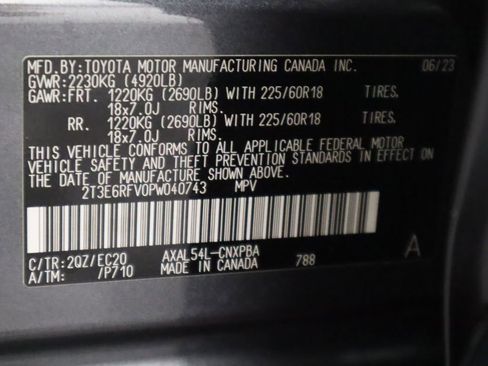 MFD.BY:TOYOTA MOTOR MANUFACTURING CANADA INC. 06/23
GVWR:2230KG (4920LB)
GAWR:FRT. 1220KG (2690LB) WITH 225/60R18 TIRES.
18x7.0J RIMS.
RR. 1220KG (2690LB) WITH 225/60R18 TIRES.
18x7.0J RIMS.
THIS VEHICLE CONFORMS TO ALL APPLICABLE FEDERAL MOTOR
VEHICLE SAFETY AND THEFT PREVENTION STANDARDS IN EFFECT
ON THE DATE OF MANUFACTURE SHOWN ABOVE.
2T3E6RFV0PW040743 MPV
C/TR:2QZ/EC20 AXAL54L-CNXPBA A
A/TM: /P710 MADE IN CANADA 788